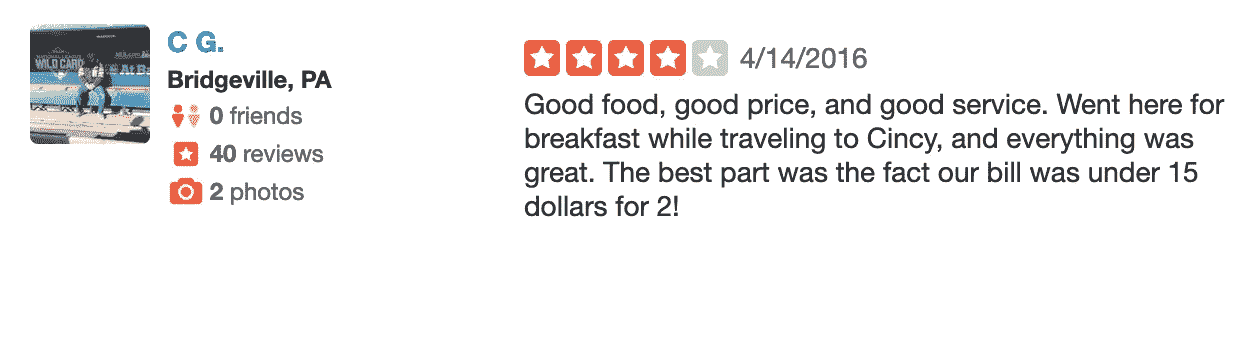 C G.
Bridgeville, PA
0 friends
40 reviews
2 photos
4/14/2016
Good food, good price, and good service. Went here for
breakfast while traveling to Cincy, and everything was
great. The best part was the fact our bill was under 15
dollars for 2!
WILD CARD